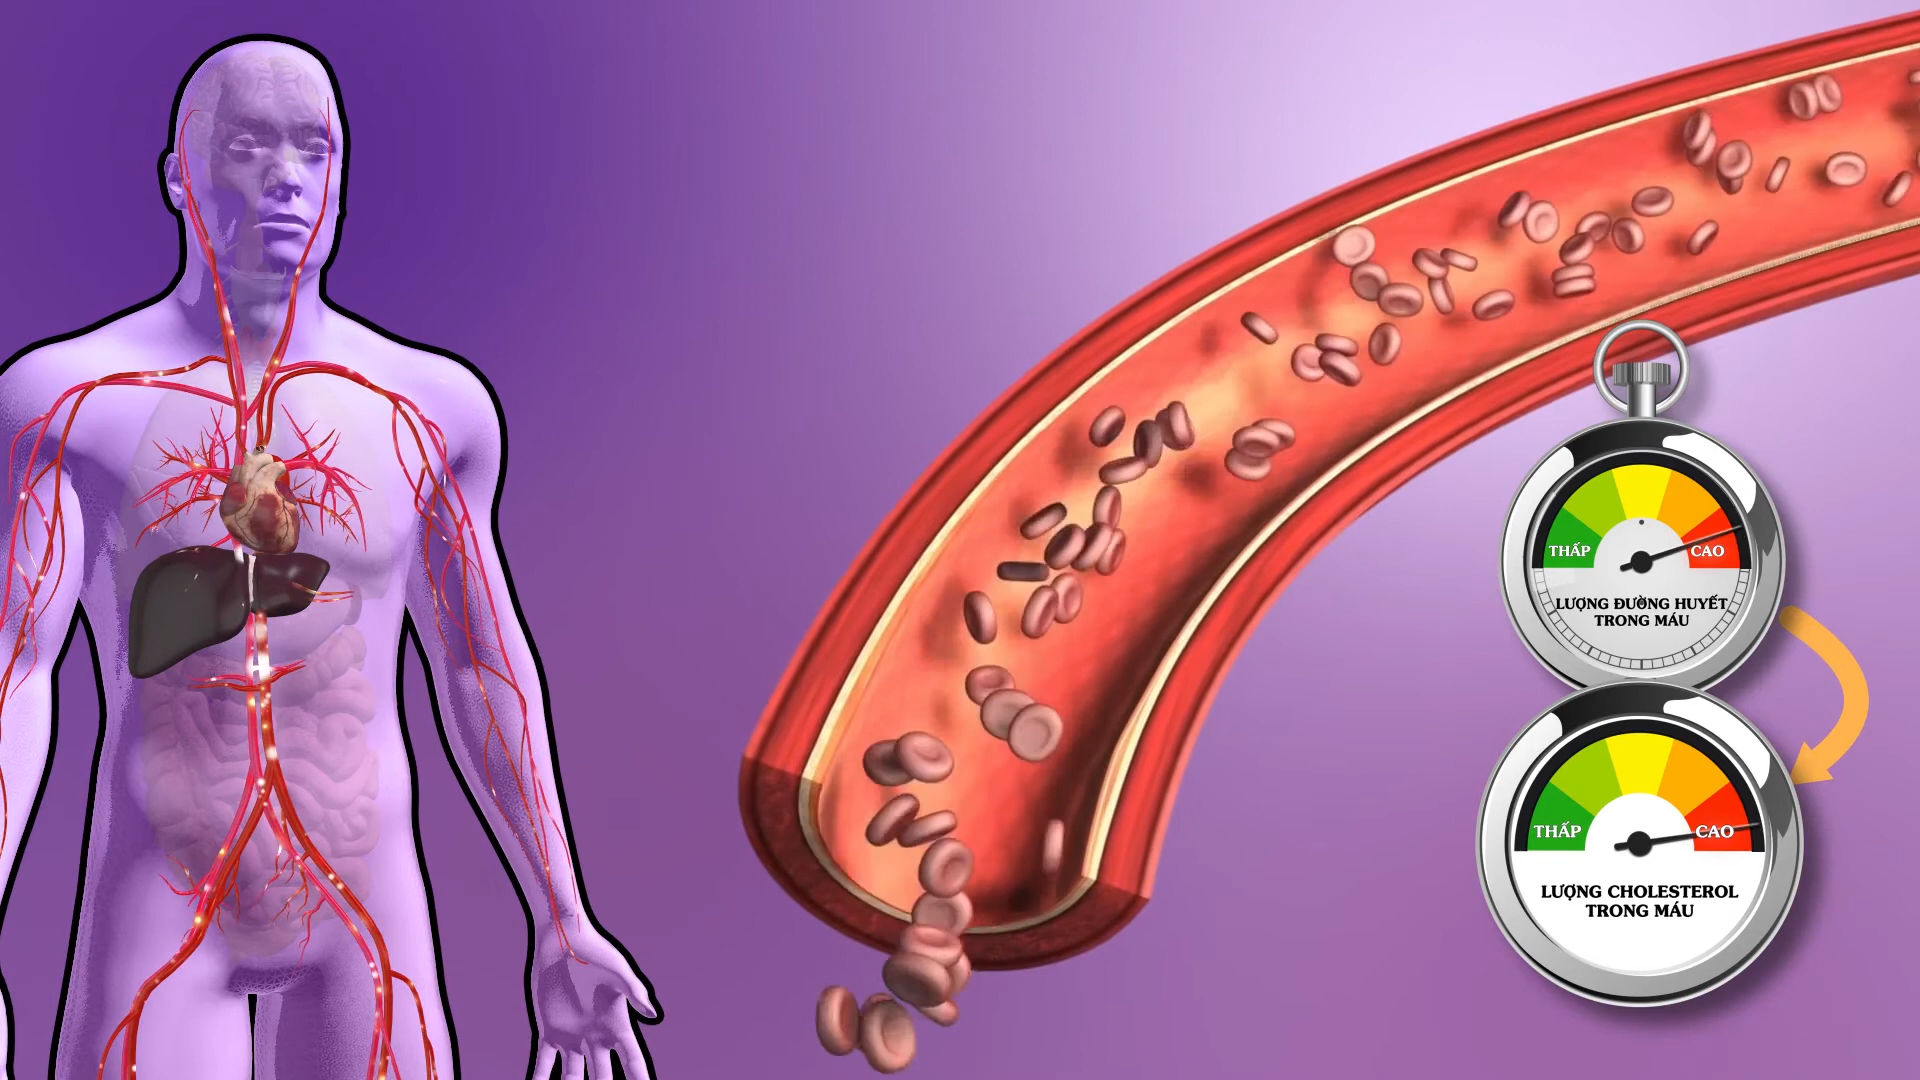 THẤP
CAO
LƯỢNG ĐƯỜNG HUYẾT
TRONG MÁU
THẤP
CAO
LƯỢNG CHOLESTEROL
TRONG MÁU